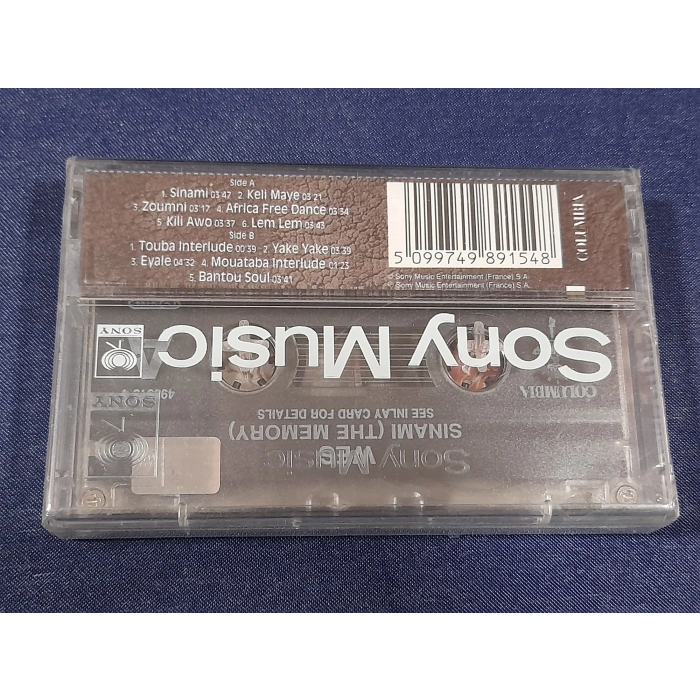 Side A
1. Sinami 03:47 2. Keli Maye 03:21
3. Zoumni 03:17 4. Africa Free Dance 03:34
5. Kili Awo 03:37 6. Lem Lem 03:43
Side B
1. Touba Interlude 00:39 - 2. Yake Yake 03:39
3. Eyale 04:32 4. Mouataba Interlude 01:23
5. Bantou Soul 03:41
5 099749 891548
© Sony Music Entertainment (France) S.A.
℗ Sony Music Entertainment (France) S.A.
COLUMBIA
Sony Music
SONY
COLUMBIA
SEE INLAY CARD FOR DETAILS
SINAMI (THE MEMORY)
Sony Music
SONY